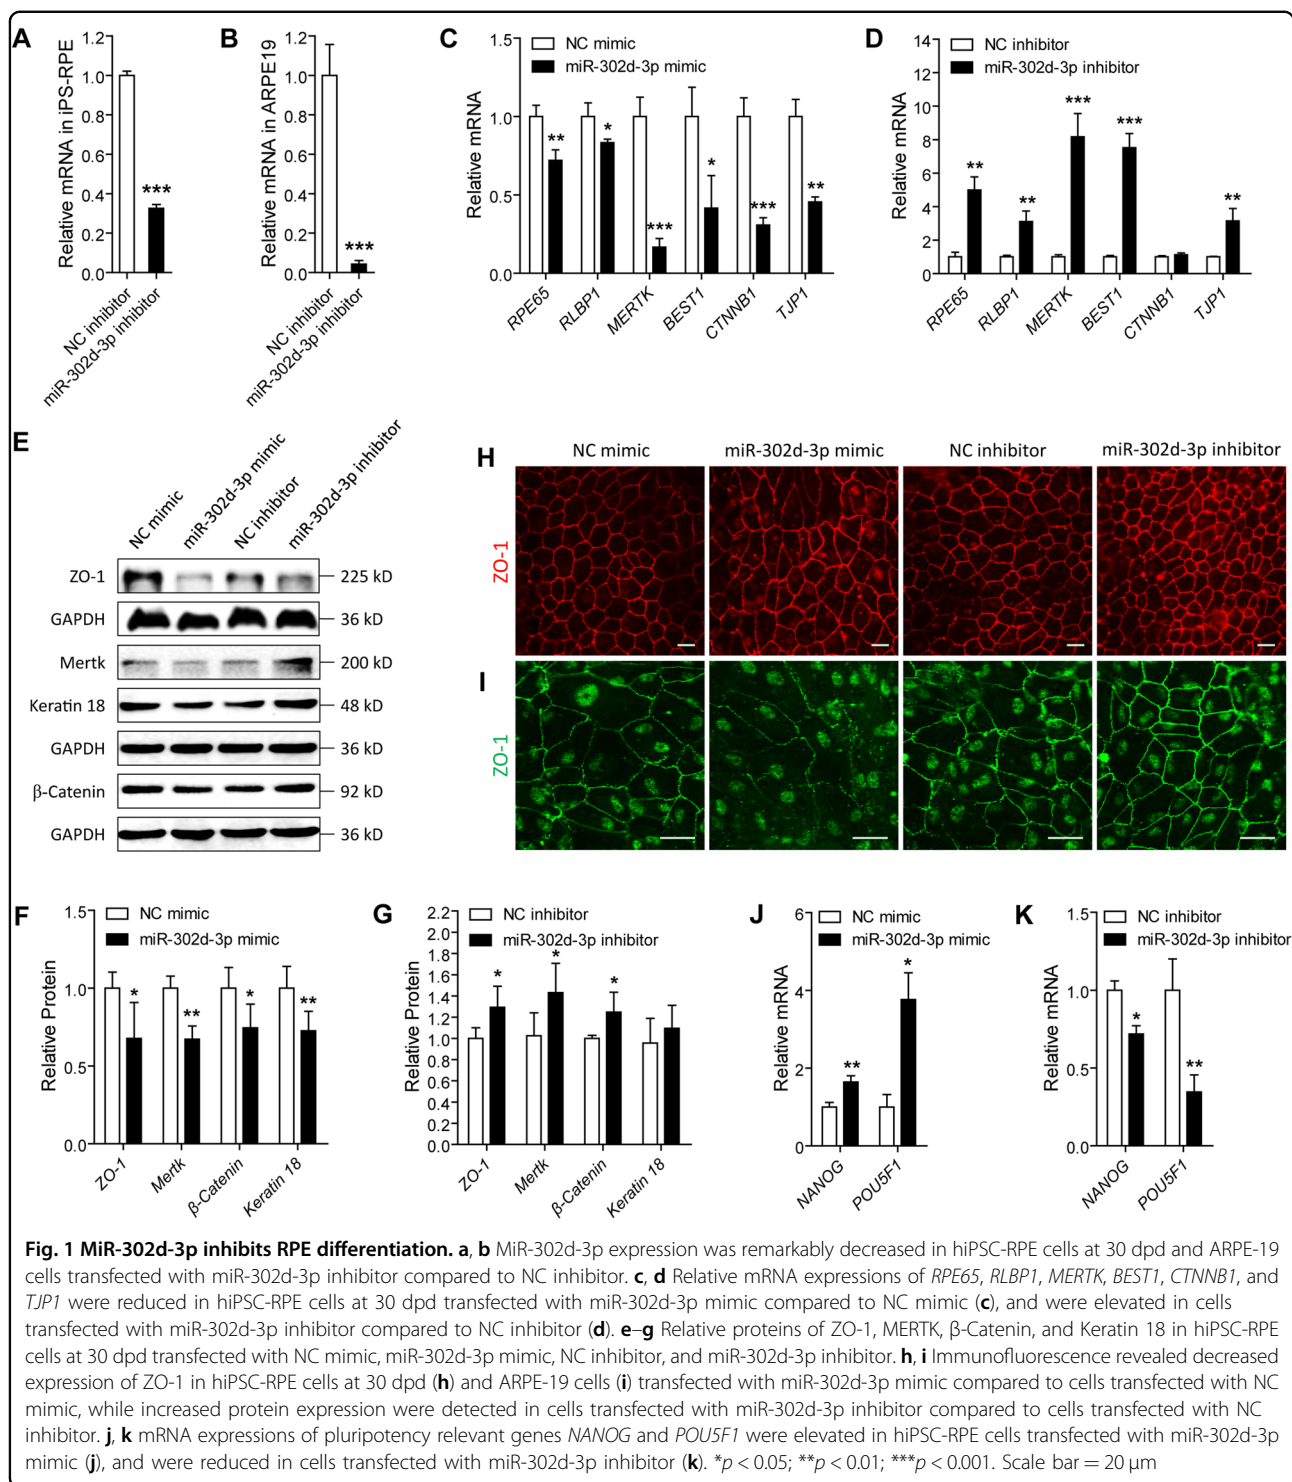 A
Relative mRNA in iPS-RPE
1.2
1.0
0.8
0.6
0.4
0.2
0.0
***
NC inhibitor
miR-302d-3p inhibitor
B
Relative mRNA in ARPE19
1.2
1.0
0.8
0.6
0.4
0.2
0.0
***
NC inhibitor
miR-302d-3p inhibitor
C
NC mimic
miR-302d-3p mimic
Relative mRNA
1.5
1.0
0.5
0.0
** * *** * *** **
RPE65 RLBP1 MERTK BEST1 CTNNB1 TJP1
D
NC inhibitor
miR-302d-3p inhibitor
Relative mRNA
14
12
10
8
6
4
2
0
** ** *** *** **
RPE65 RLBP1 MERTK BEST1 CTNNB1 TJP1
E
NC mimic miR-302d-3p mimic NC inhibitor miR-302d-3p inhibitor
ZO-1 225 kD
GAPDH 36 kD
Mertk 200 kD
Keratin 18 48 kD
GAPDH 36 kD
β-Catenin 92 kD
GAPDH 36 kD
H
NC mimic miR-302d-3p mimic NC inhibitor miR-302d-3p inhibitor
ZO-1
I
ZO-1
F
NC mimic
miR-302d-3p mimic
Relative Protein
1.5
1.0
0.5
0.0
* ** * **
ZO-1 Mertk β-Catenin Keratin 18
G
NC inhibitor
miR-302d-3p inhibitor
Relative Protein
2.2
2.0
1.8
1.6
1.4
1.2
1.0
0.8
0.6
0.4
0.2
0.0
* * *
ZO-1 Mertk β-Catenin Keratin 18
J
NC mimic
miR-302d-3p mimic
Relative mRNA
6
4
2
0
** *
NANOG POU5F1
K
NC inhibitor
miR-302d-3p inhibitor
Relative mRNA
1.5
1.0
0.5
0.0
* **
NANOG POU5F1
Fig. 1 MiR-302d-3p inhibits RPE differentiation. a, b MiR-302d-3p expression was remarkably decreased in hiPSC-RPE cells at 30 dpd and ARPE-19
cells transfected with miR-302d-3p inhibitor compared to NC inhibitor. c, d Relative mRNA expressions of RPE65, RLBP1, MERTK, BEST1, CTNNB1, and
TJP1 were reduced in hiPSC-RPE cells at 30 dpd transfected with miR-302d-3p mimic compared to NC mimic (c), and were elevated in cells
transfected with miR-302d-3p inhibitor compared to NC inhibitor (d). e–g Relative proteins of ZO-1, MERTK, β-Catenin, and Keratin 18 in hiPSC-RPE
cells at 30 dpd transfected with NC mimic, miR-302d-3p mimic, NC inhibitor, and miR-302d-3p inhibitor. h, i Immunofluorescence revealed decreased
expression of ZO-1 in hiPSC-RPE cells at 30 dpd (h) and ARPE-19 cells (i) transfected with miR-302d-3p mimic compared to cells transfected with NC
mimic, while increased protein expression were detected in cells transfected with miR-302d-3p inhibitor compared to cells transfected with NC
inhibitor. j, k mRNA expressions of pluripotency relevant genes NANOG and POU5F1 were elevated in hiPSC-RPE cells transfected with miR-302d-3p
mimic (j), and were reduced in cells transfected with miR-302d-3p inhibitor (k). *p < 0.05; **p < 0.01; ***p < 0.001. Scale bar = 20 μm